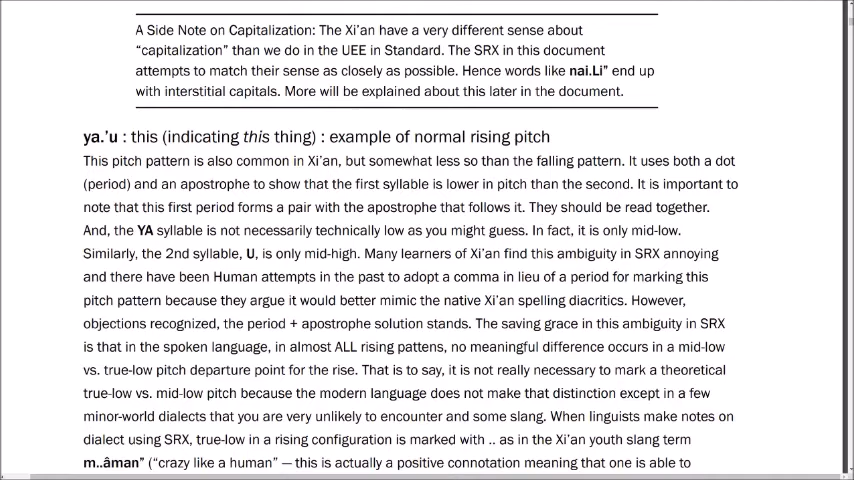 A Side Note on Capitalization: The Xi’an have a very different sense about
“capitalization” than we do in the UEE in Standard. The SRX in this document
attempts to match their sense as closely as possible. Hence words like nai.Li” end up
with interstitial capitals. More will be explained about this later in the document.
ya.’u : this (indicating this thing) : example of normal rising pitch
This pitch pattern is also common in Xi’an, but somewhat less so than the falling pattern. It uses both a dot
(period) and an apostrophe to show that the first syllable is lower in pitch than the second. It is important to
note that this first period forms a pair with the apostrophe that follows it. They should be read together.
And, the YA syllable is not necessarily technically low as you might guess. In fact, it is only mid-low.
Similarly, the 2nd syllable, U, is only mid-high. Many learners of Xi’an find this ambiguity in SRX annoying
and there have been Human attempts in the past to adopt a comma in lieu of a period for marking this
pitch pattern because they argue it would better mimic the native Xi’an spelling diacritics. However,
objections recognized, the period + apostrophe solution stands. The saving grace in this ambiguity in SRX
is that in the spoken language, in almost ALL rising pattens, no meaningful difference occurs in a mid-low
vs. true-low pitch departure point for the rise. That is to say, it is not really necessary to mark a theoretical
true-low vs. mid-low pitch because the modern language does not make that distinction except in a few
minor-world dialects that you are very unlikely to encounter and some slang. When linguists make notes on
dialect using SRX, true-low in a rising configuration is marked with .. as in the Xi’an youth slang term
m..âman” (“crazy like a human” — this is actually a positive connotation meaning that one is able to